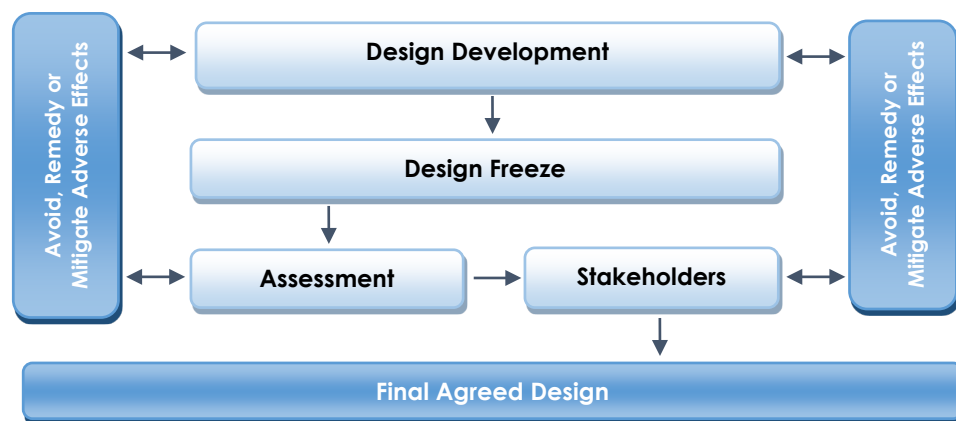 Avoid, Remedy or
Mitigate Adverse Effects
Design Development
Design Freeze
Assessment
Stakeholders
Avoid, Remedy or
Mitigate Adverse Effects
Final Agreed Design